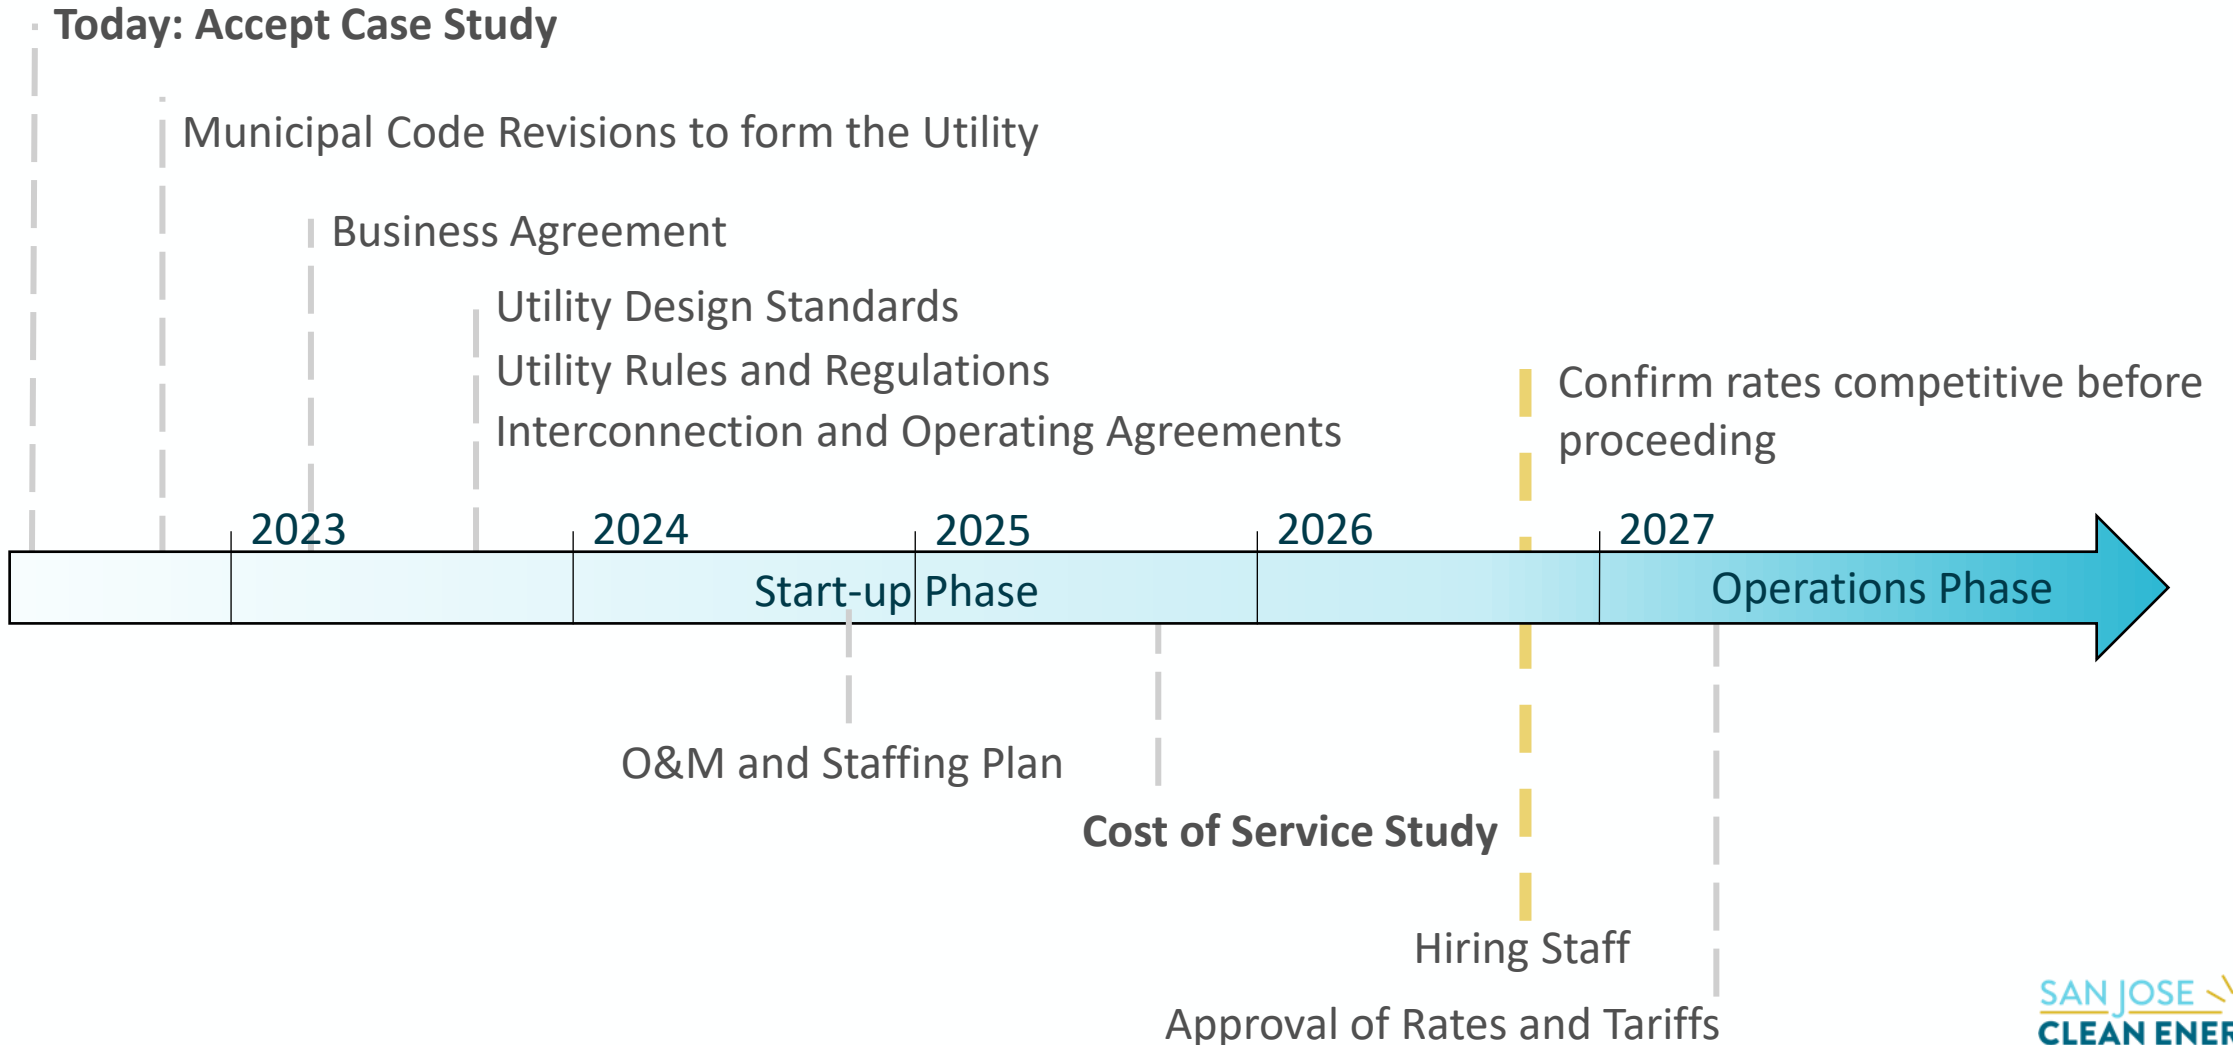 Today: Accept Case Study
Municipal Code Revisions to form the Utility
Business Agreement
Utility Design Standards
Utility Rules and Regulations
Interconnection and Operating Agreements
Confirm rates competitive before
proceeding
2023
2024
2025
2026
2027
Start-up Phase
Operations Phase
O&M and Staffing Plan
Cost of Service Study
Hiring Staff
Approval of Rates and Tariffs
SAN JOSE
CLEAN ENER